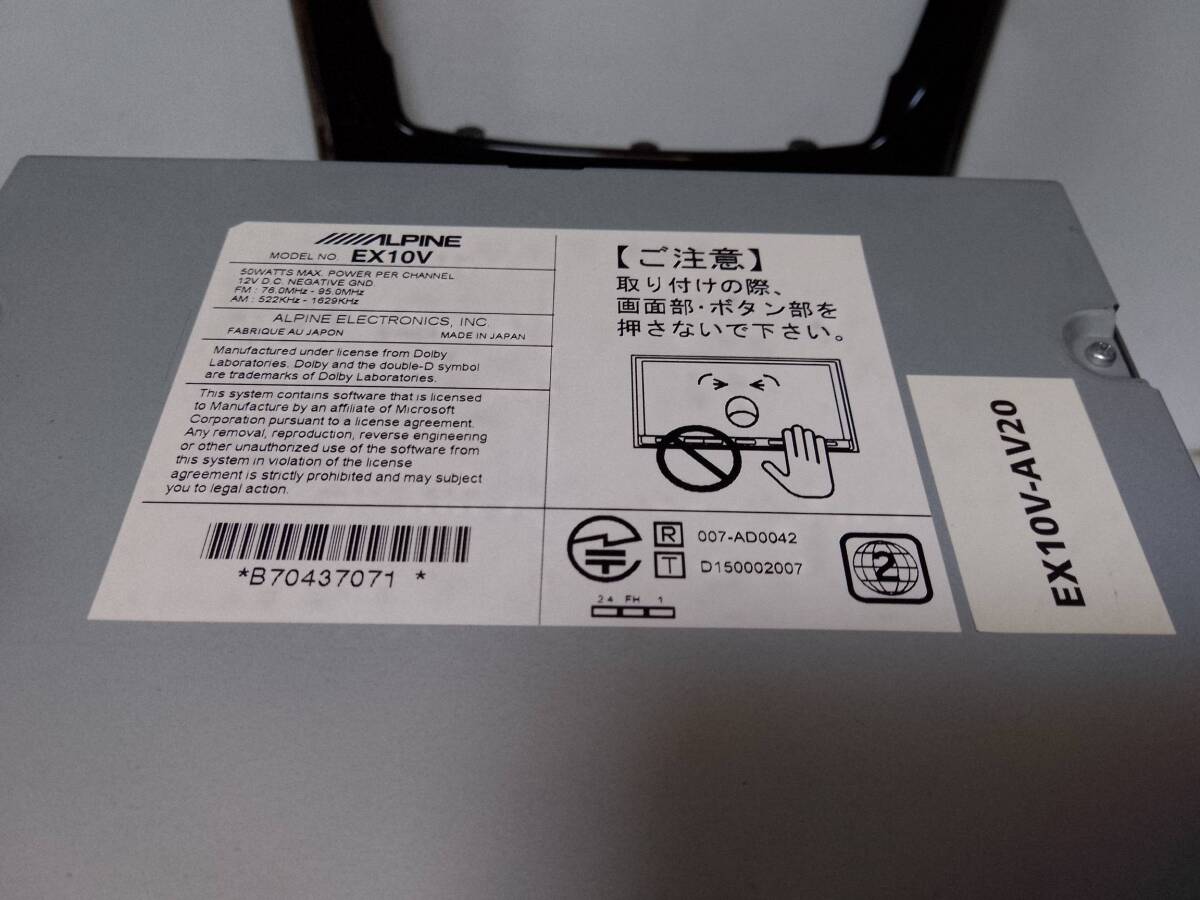 ALPINE
MODEL NO. EX10V
50WATTS MAX. POWER PER CHANNEL
12V D.C. NEGATIVE GND.
FM : 76.0MHz - 95.0MHz
AM : 522KHz - 1629KHz
ALPINE ELECTRONICS, INC.
FABRIQUE AU JAPON MADE IN JAPAN
Manufactured under license from Dolby
Laboratories. Dolby and the double-D symbol
are trademarks of Dolby Laboratories.
This system contains software that is licensed
to Manufacture by an affiliate of Microsoft
Corporation pursuant to a license agreement.
Any removal, reproduction, reverse engineering
or other unauthorized use of the software from
this system in violation of the license
agreement is strictly prohibited and may subject
you to legal action.
*B70437071 *
【ご注意】
取り付けの際、
画面部・ボタン部を
押さないで下さい。
R 007-AD0042
T D150002007
24 FH 1
2
EX10V-AV20